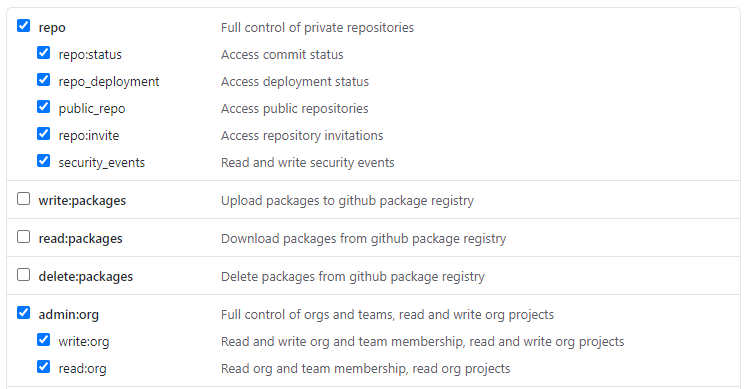 repo Full control of private repositories
repo:status Access commit status
repo_deployment Access deployment status
public_repo Access public repositories
repo:invite Access repository invitations
security_events Read and write security events
write:packages Upload packages to github package registry
read:packages Download packages from github package registry
delete:packages Delete packages from github package registry
admin:org Full control of orgs and teams, read and write org projects
write:org Read and write org and team membership, read and write org projects
read:org Read org and team membership, read org projects